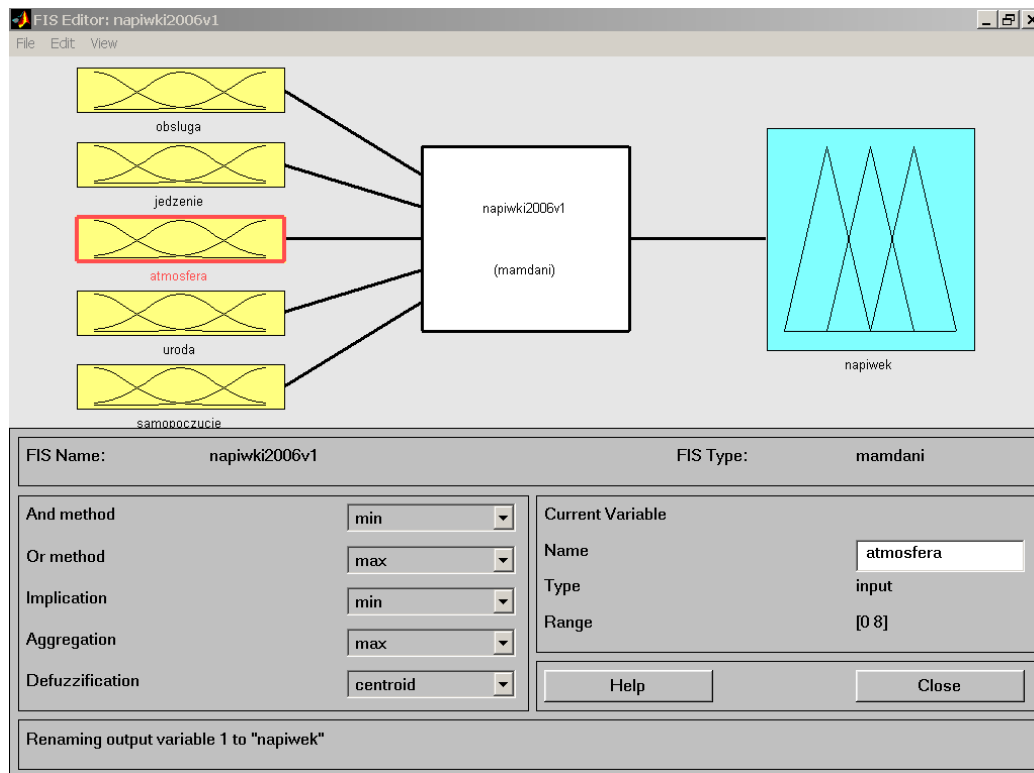 FIS Editor: napiwki2006v1
File Edit View
obsluga
jedzenie
atmosfera
uroda
samopoczucie
napiwki2006v1
(mamdani)
napiwek
FIS Name: napiwki2006v1 FIS Type: mamdani
And method min
Or method max
Implication min
Aggregation max
Defuzzification centroid
Current Variable
Name atmosfera
Type input
Range [0 8]
Help Close
Renaming output variable 1 to "napiwek"